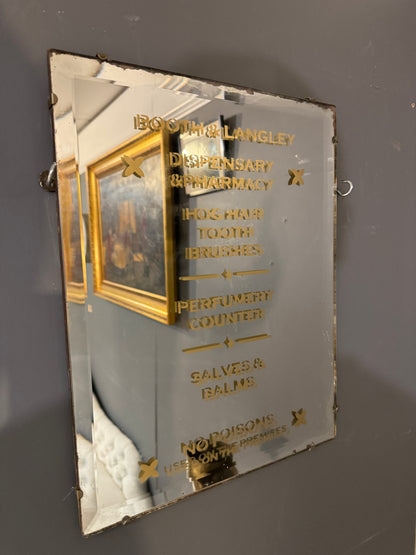 BOOTH & LANGLEY
DISPENSARY
& PHARMACY
HOG HAIR
TOOTH
BRUSHES
PERFUMERY
COUNTER
SALVES &
BALMS
NO POISONS
USED ON THE PREMISES